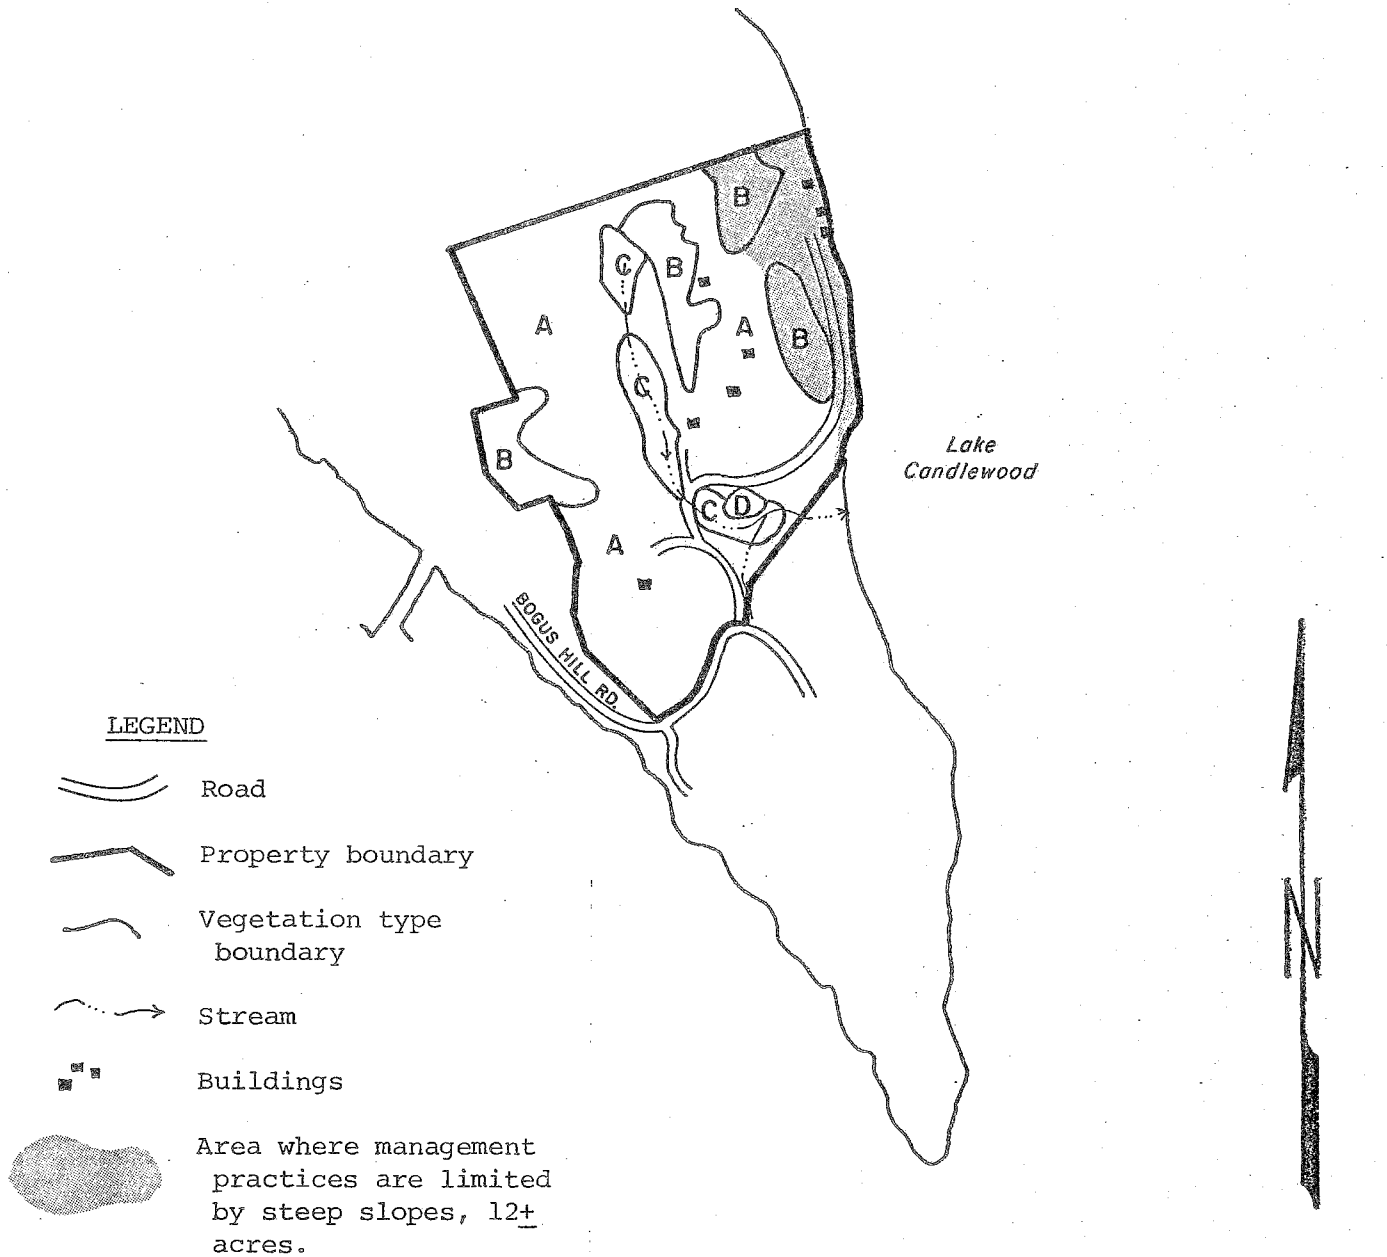 B
C
B
A
A
B
C
B
C
D
A
Lake
Candlewood
BOGUS HILL RD.
N
LEGEND
Road
Property boundary
Vegetation type
boundary
Stream
Buildings
Area where management
practices are limited
by steep slopes, 12±
acres.